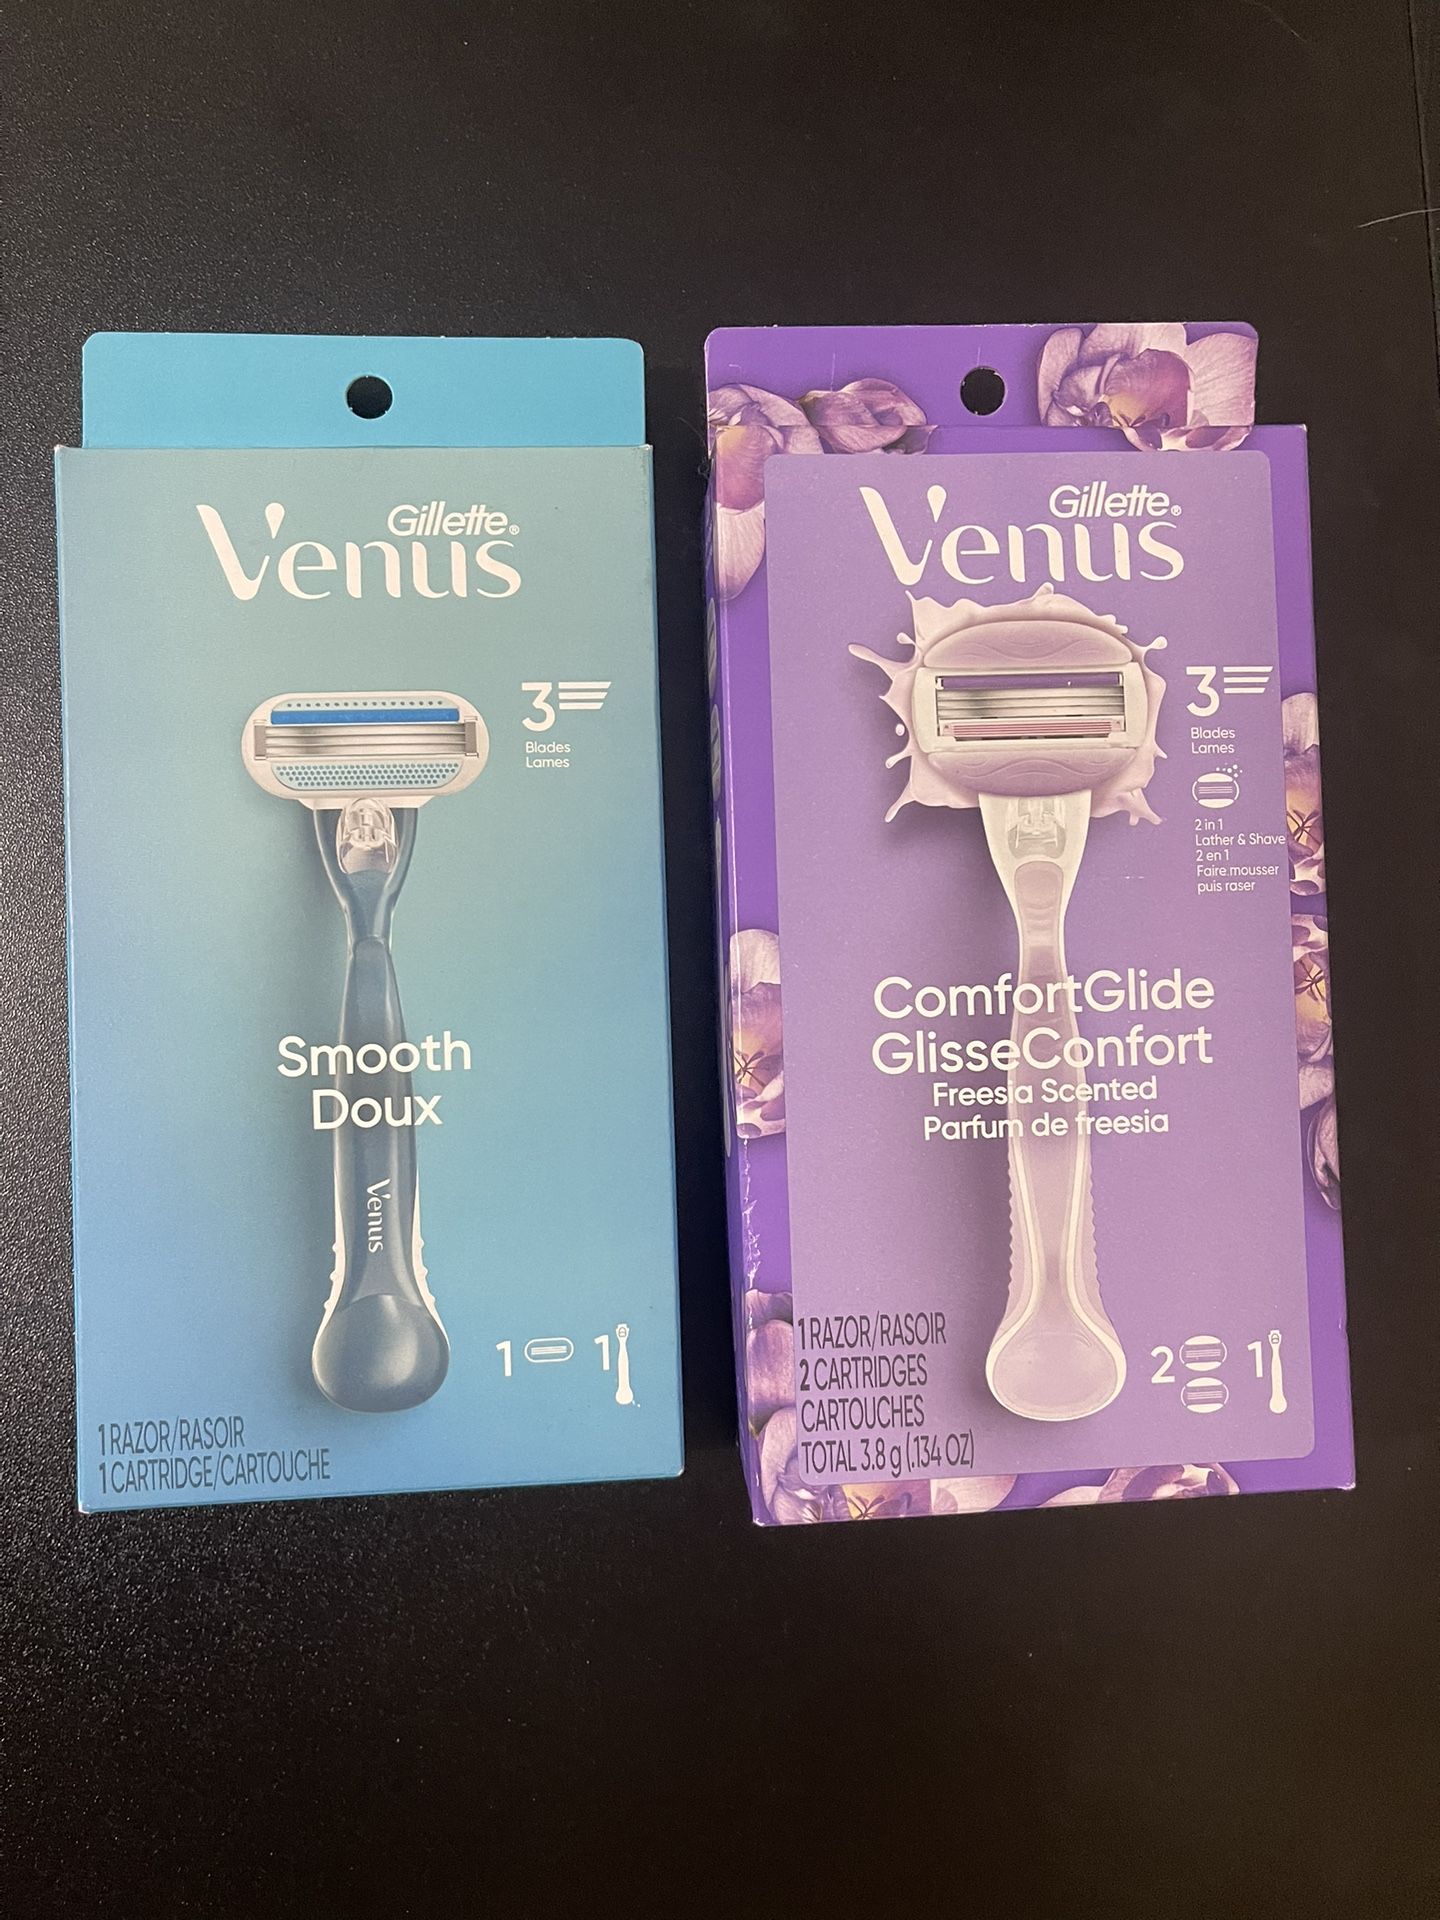 Gillette®
Venus
3
Blades
Lames
Smooth
Doux
Venus
1 1
1 RAZOR/RASOIR
1 CARTRIDGE/CARTOUCHE
Gillette®
Venus
3
Blades
Lames
2 in 1
Lather & Shave
2 en 1
Faire mousser
puis raser
ComfortGlide
GlisseConfort
Freesia Scented
Parfum de freesia
1 RAZOR/RASOIR
2 CARTRIDGES
CARTOUCHES
TOTAL 3.8 g (.134 OZ)
2 1